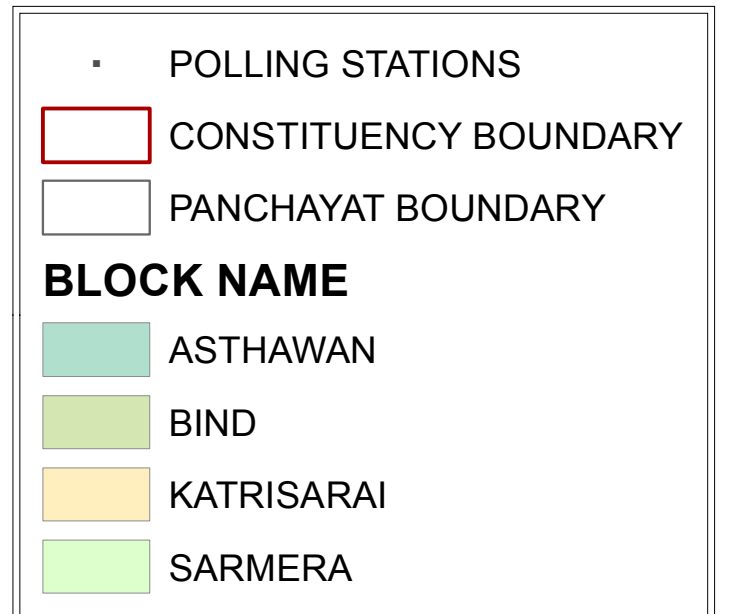 POLLING STATIONS
CONSTITUENCY BOUNDARY
PANCHAYAT BOUNDARY
BLOCK NAME
ASTHAWAN
BIND
KATRISARAI
SARMERA